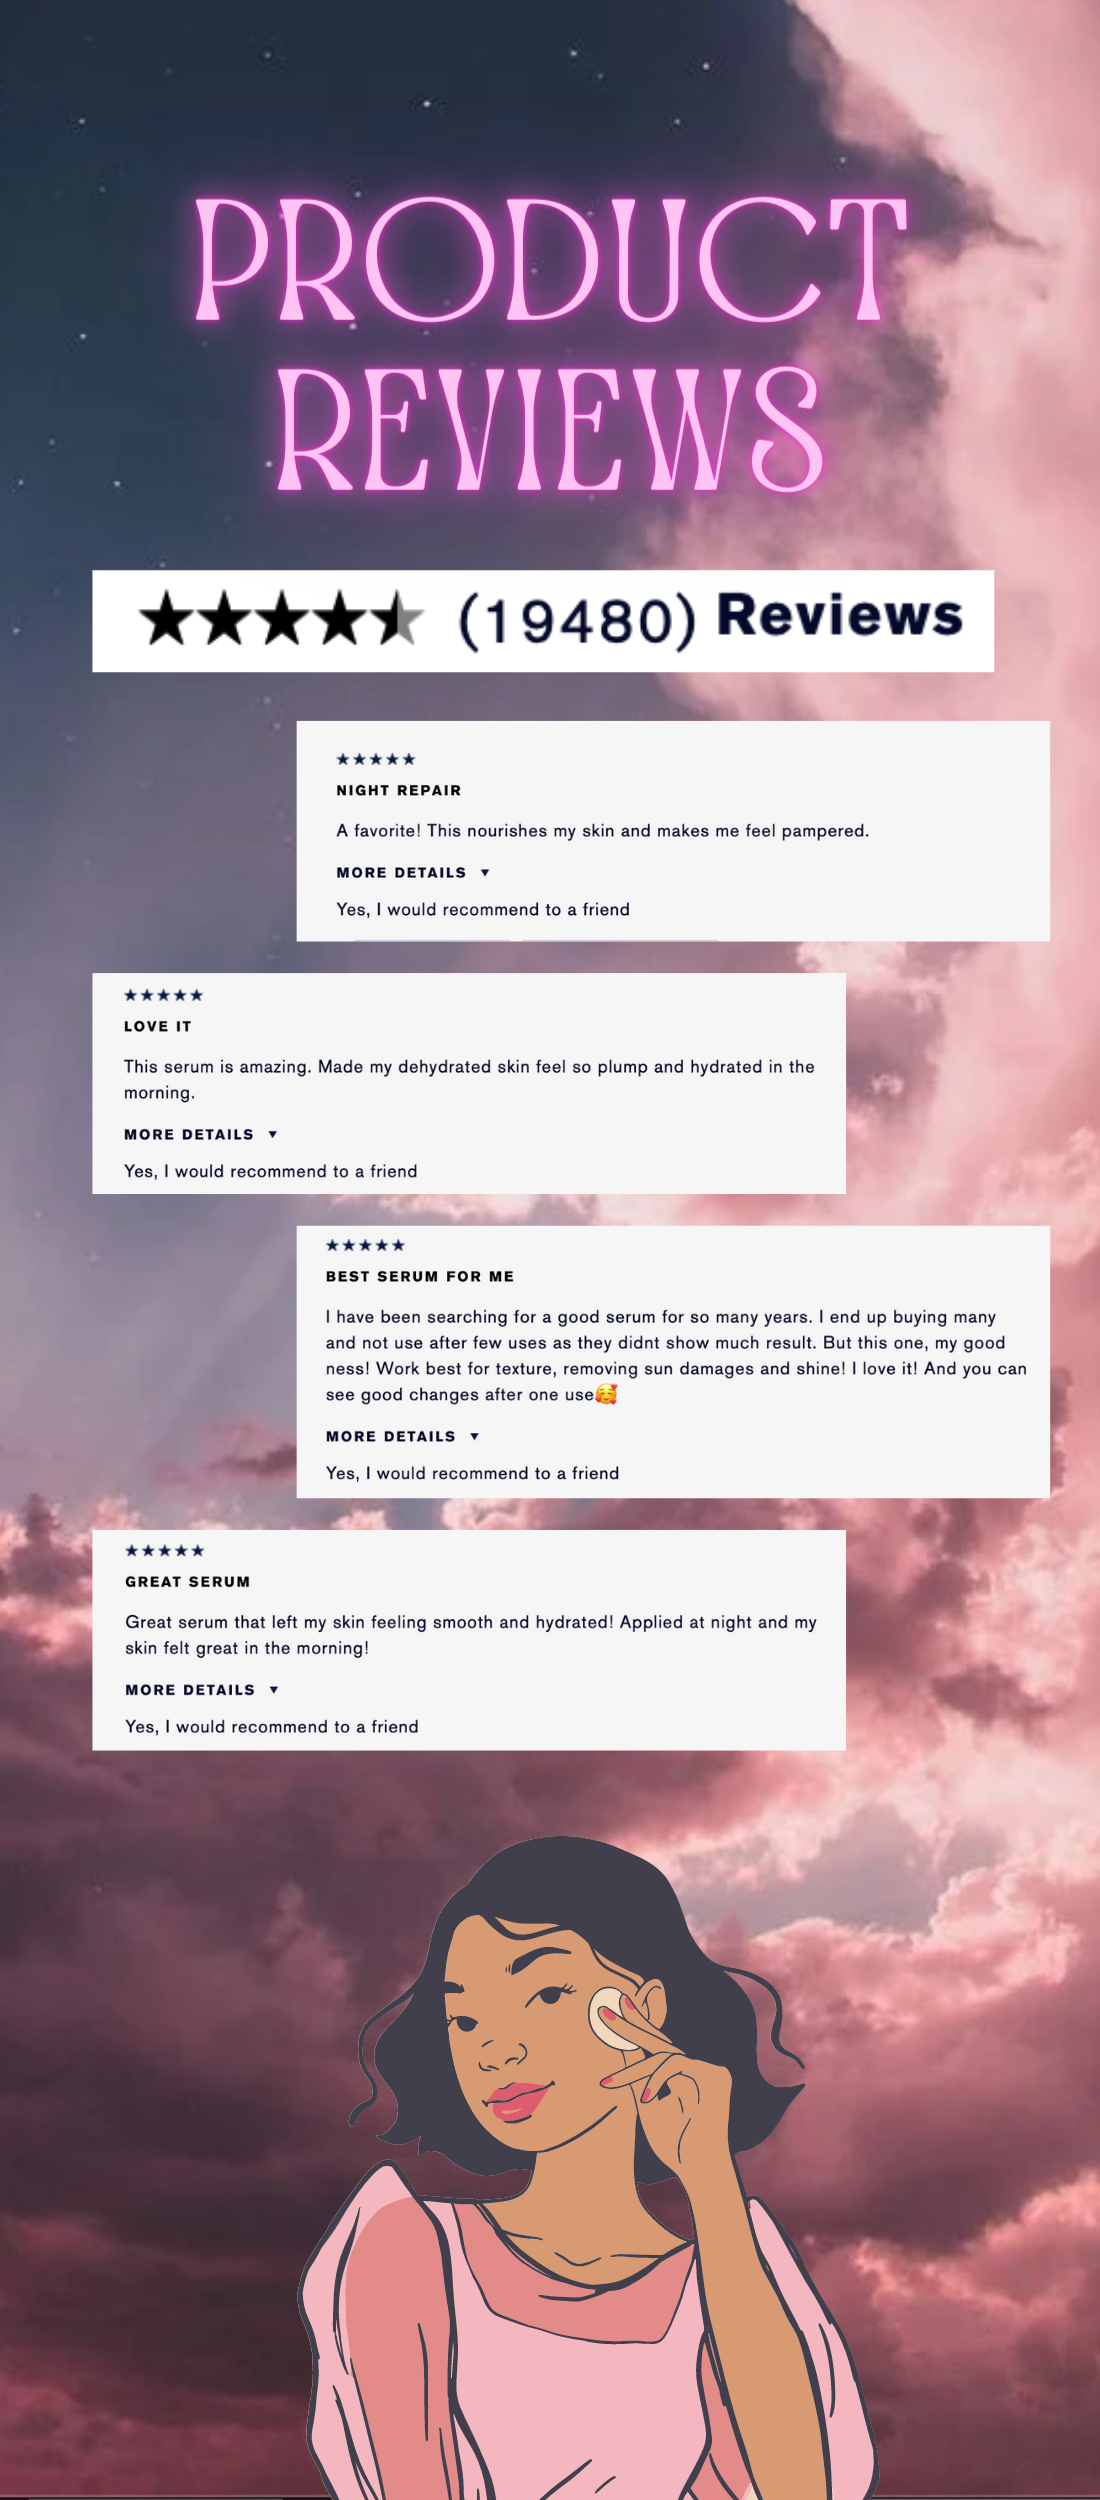 PRODUCT
REVIEWS
★★★★⯨ (19480) Reviews
★★★★★
NIGHT REPAIR
A favorite! This nourishes my skin and makes me feel pampered.
MORE DETAILS ▼
Yes, I would recommend to a friend
★★★★★
LOVE IT
This serum is amazing. Made my dehydrated skin feel so plump and hydrated in the
morning.
MORE DETAILS ▼
Yes, I would recommend to a friend
★★★★★
BEST SERUM FOR ME
I have been searching for a good serum for so many years. I end up buying many
and not use after few uses as they didnt show much result. But this one, my good
ness! Work best for texture, removing sun damages and shine! I love it! And you can
see good changes after one use🥰
MORE DETAILS ▼
Yes, I would recommend to a friend
★★★★★
GREAT SERUM
Great serum that left my skin feeling smooth and hydrated! Applied at night and my
skin felt great in the morning!
MORE DETAILS ▼
Yes, I would recommend to a friend